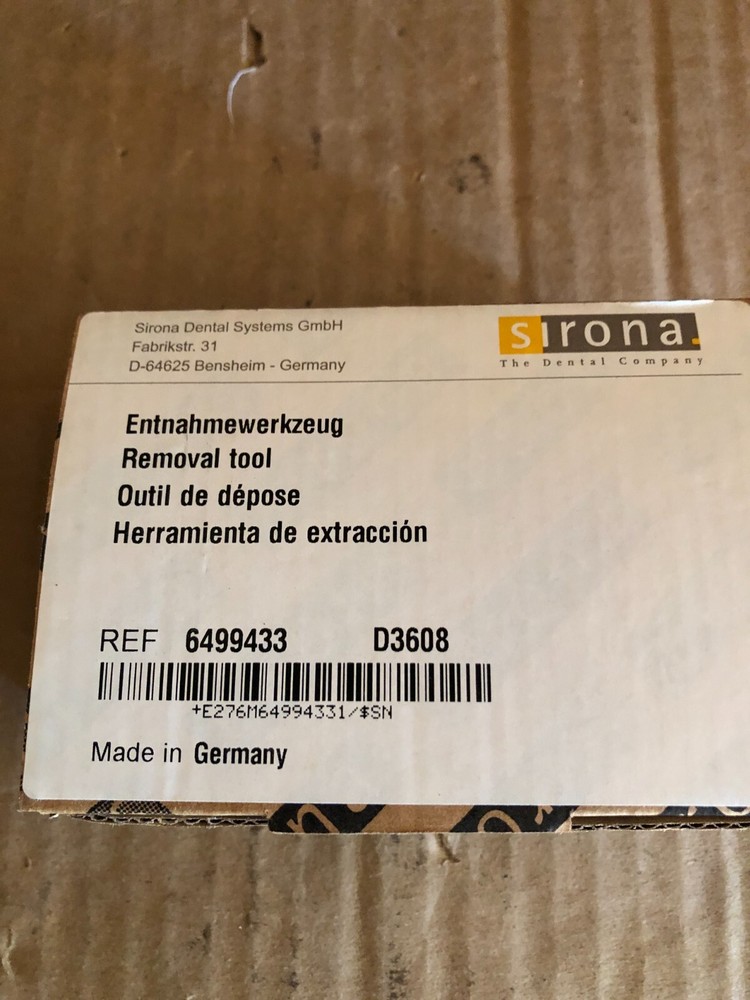 Sirona Dental Systems GmbH
Fabrikstr. 31
D-64625 Bensheim - Germany
sırona.
The Dental Company
Entnahmewerkzeug
Removal tool
Outil de dépose
Herramienta de extracción
REF 6499433 D3608
+E276M64994331/$SN
Made in Germany